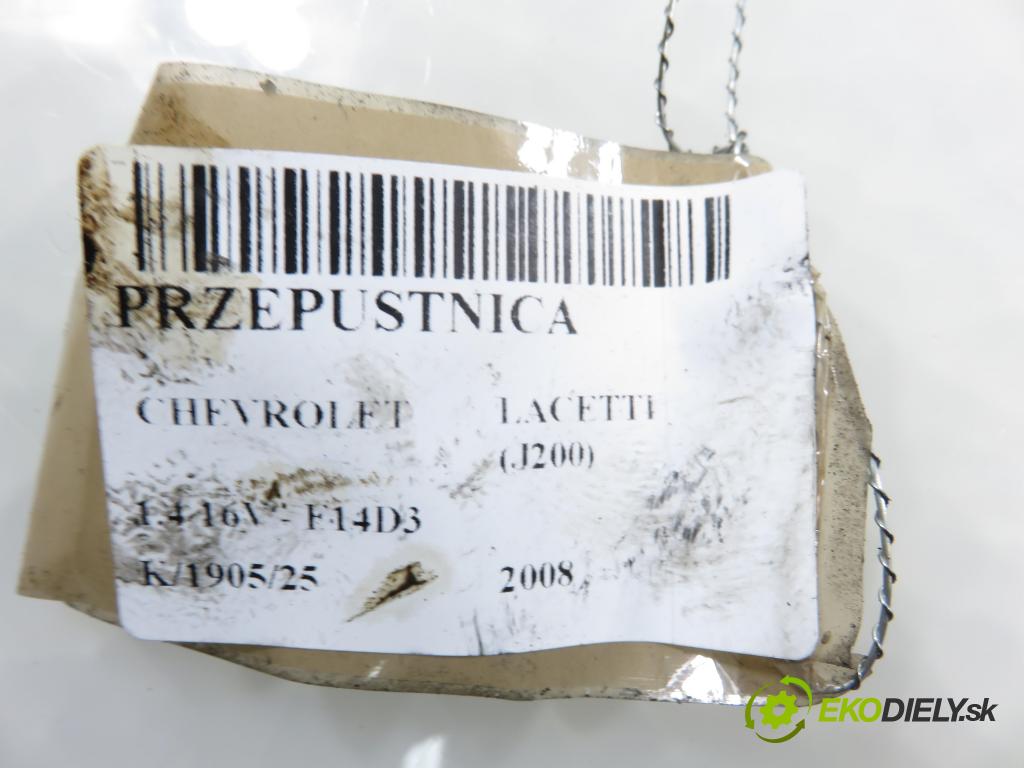 PRZEPUSTNICA
CHEVROLET LACETTI
(J200)
1.4 16V - F14D3
K/1905/25 2008
EKODIELY.sk